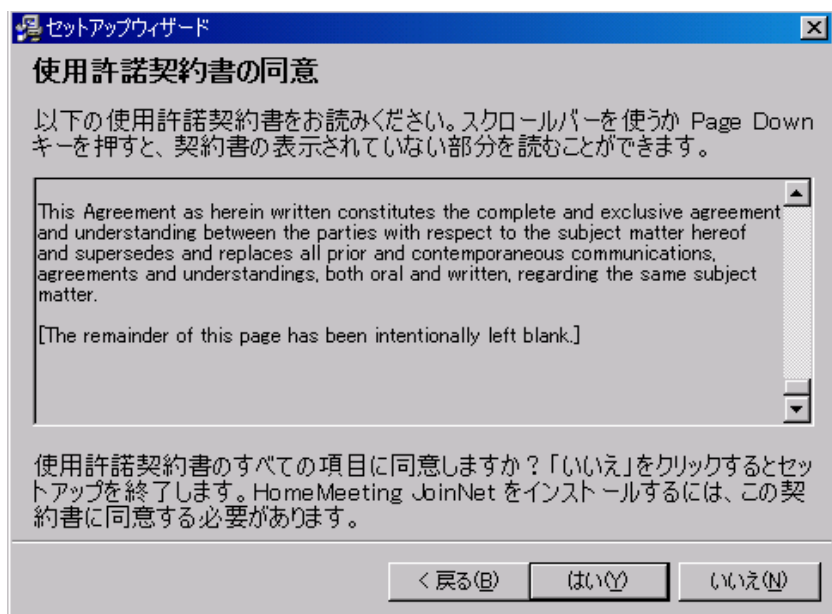 セットアップウィザード
使用許諾契約書の同意
以下の使用許諾契約書をお読みください。スクロールバーを使うか Page Down
キーを押すと、契約書の表示されていない部分を読むことができます。
This Agreement as herein written constitutes the complete and exclusive agreement
and understanding between the parties with respect to the subject matter hereof
and supersedes and replaces all prior and contemporaneous communications,
agreements and understandings, both oral and written, regarding the same subject
matter.
[The remainder of this page has been intentionally left blank.]
使用許諾契約書のすべての項目に同意しますか？「いいえ」をクリックするとセッ
トアップを終了します。HomeMeeting JoinNet をインストールするには、この契
約書に同意する必要があります。
< 戻る(B) はい(Y) いいえ(N)